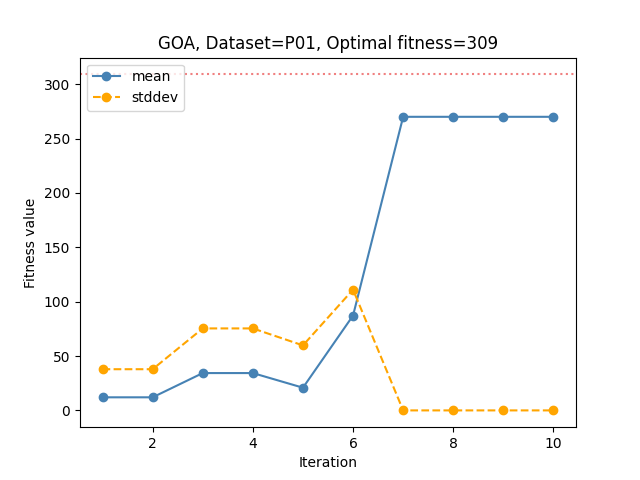 GOA, Dataset=P01, Optimal fitness=309
mean
stddev
300
250
200
150
100
50
0
Fitness value
2 4 6 8 10
Iteration